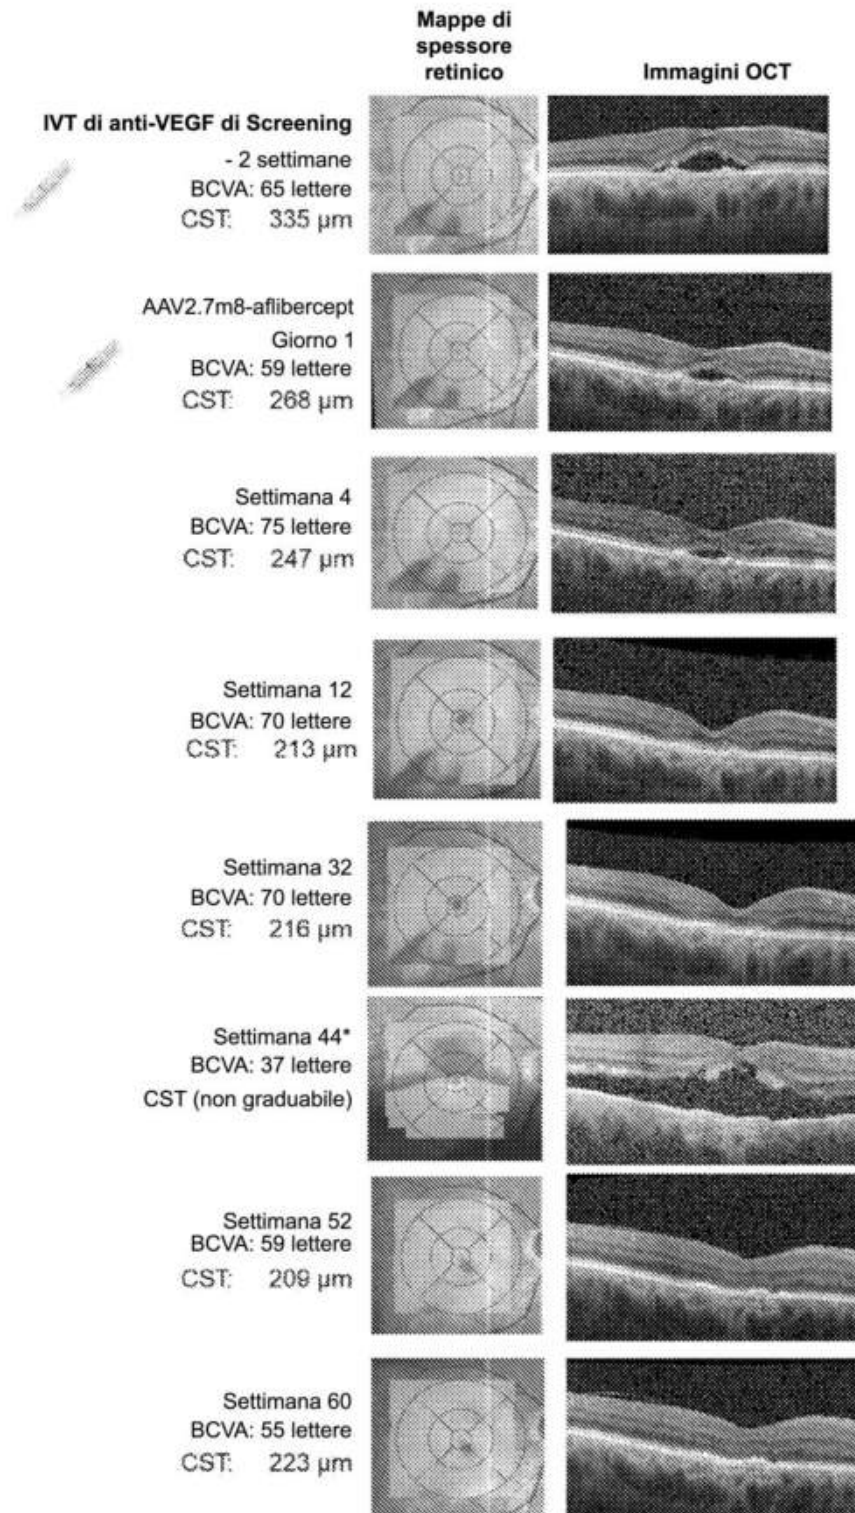 Mappe di
spessore
retinico
Immagini OCT
IVT di anti-VEGF di Screening
- 2 settimane
BCVA: 65 lettere
CST: 335 µm
AAV2.7m8-aflibercept
Giorno 1
BCVA: 59 lettere
CST: 268 µm
Settimana 4
BCVA: 75 lettere
CST: 247 µm
Settimana 12
BCVA: 70 lettere
CST: 213 µm
Settimana 32
BCVA: 70 lettere
CST: 216 µm
Settimana 44*
BCVA: 37 lettere
CST (non graduabile)
Settimana 52
BCVA: 59 lettere
CST: 209 µm
Settimana 60
BCVA: 55 lettere
CST: 223 µm